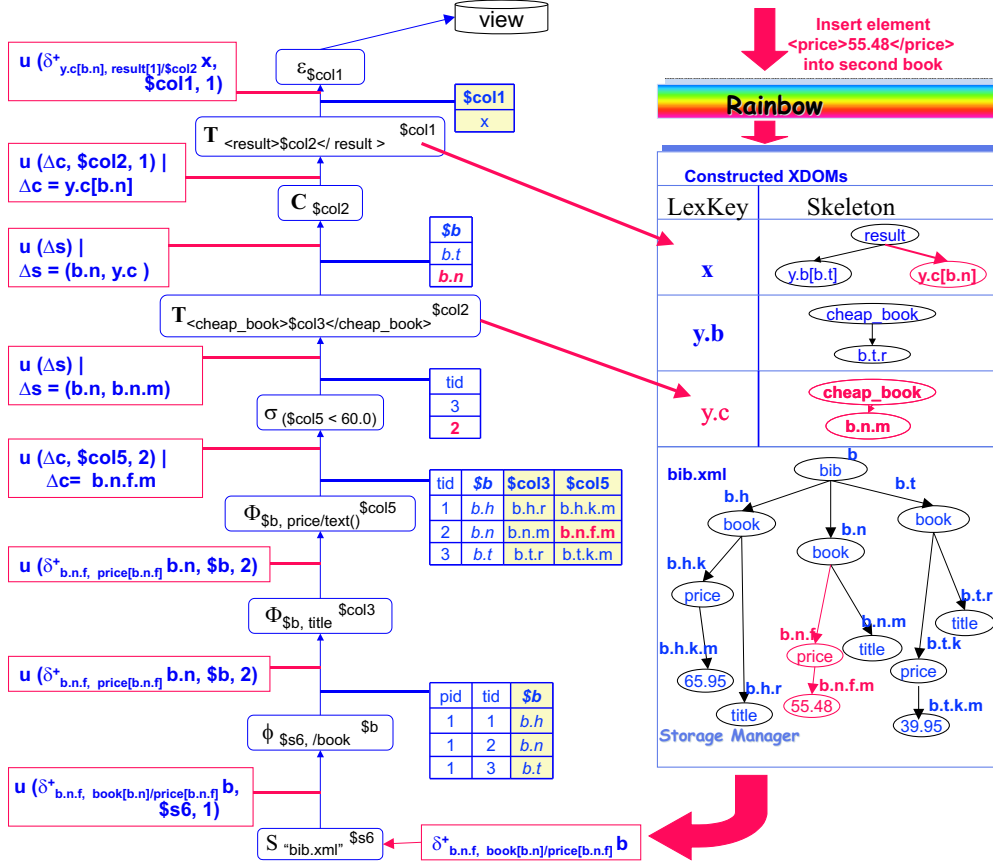 view
Insert element
<price>55.48</price>
into second book
Rainbow
u (δ⁺ y.c[b.n], result[1]/$col2 x,
$col1, 1)
ε $col1
$col1
x
T <result>$col2</ result > $col1
u (Δc, $col2, 1) |
Δc = y.c[b.n]
C $col2
u (Δs) |
Δs = (b.n, y.c )
$b
b.t
b.n
T <cheap_book>$col3</cheap_book> $col2
u (Δs) |
Δs = (b.n, b.n.m)
tid
3
2
σ ($col5 < 60.0)
u (Δc, $col5, 2) |
Δc= b.n.f.m
tid $b $col3 $col5
1 b.h b.h.r b.h.k.m
2 b.n b.n.m b.n.f.m
3 b.t b.t.r b.t.k.m
Φ $b, price/text() $col5
u (δ⁺ b.n.f, price[b.n.f] b.n, $b, 2)
Φ $b, title $col3
u (δ⁺ b.n.f, price[b.n.f] b.n, $b, 2)
pid tid $b
1 1 b.h
1 2 b.n
1 3 b.t
ϕ $s6, /book $b
u (δ⁺ b.n.f, book[b.n]/price[b.n.f] b,
$s6, 1)
S "bib.xml" $s6
δ⁺ b.n.f, book[b.n]/price[b.n.f] b
Constructed XDOMs
LexKey Skeleton
x
result
y.b[b.t] y.c[b.n]
y.b
cheap_book
b.t.r
y.c
cheap_book
b.n.m
bib.xml
b
bib
b.h
b.n
b.t
book
book
book
b.h.k
price
b.n.f
price
b.n.m
title
b.t.r
title
b.t.k
price
b.h.k.m
65.95
b.h.r
title
b.n.f.m
55.48
b.t.k.m
39.95
Storage Manager